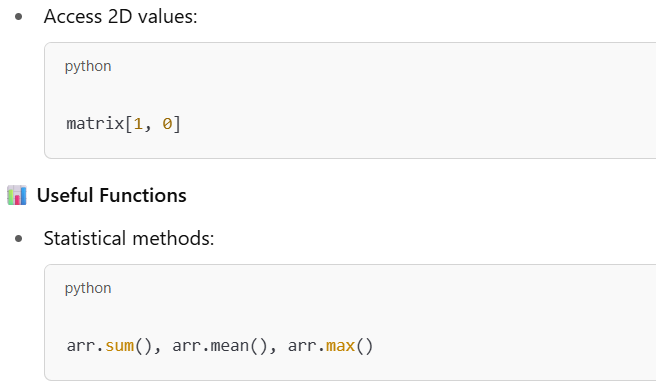 Access 2D values:
python
matrix[1, 0]
Useful Functions
Statistical methods:
python
arr.sum(), arr.mean(), arr.max()